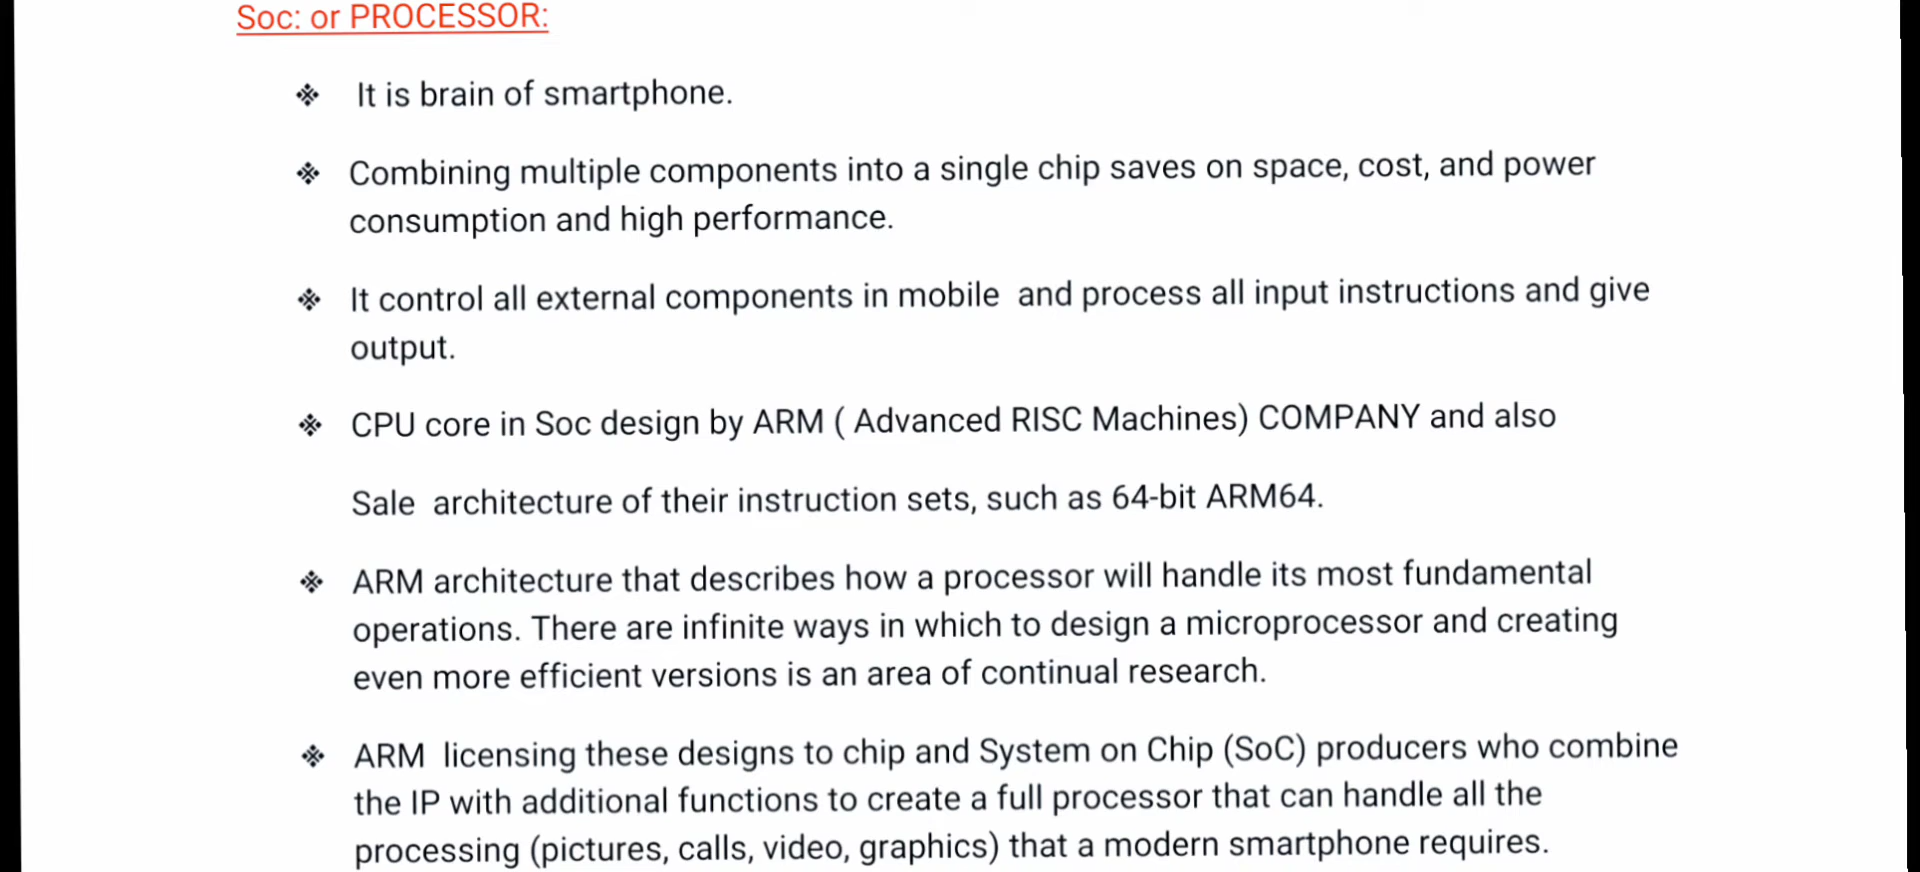 Soc: or PROCESSOR:
❖ It is brain of smartphone.
❖ Combining multiple components into a single chip saves on space, cost, and power
consumption and high performance.
❖ It control all external components in mobile  and process all input instructions and give
output.
❖ CPU core in Soc design by ARM ( Advanced RISC Machines) COMPANY and also
Sale  architecture of their instruction sets, such as 64-bit ARM64.
❖ ARM architecture that describes how a processor will handle its most fundamental
operations. There are infinite ways in which to design a microprocessor and creating
even more efficient versions is an area of continual research.
❖ ARM  licensing these designs to chip and System on Chip (SoC) producers who combine
the IP with additional functions to create a full processor that can handle all the
processing (pictures, calls, video, graphics) that a modern smartphone requires.